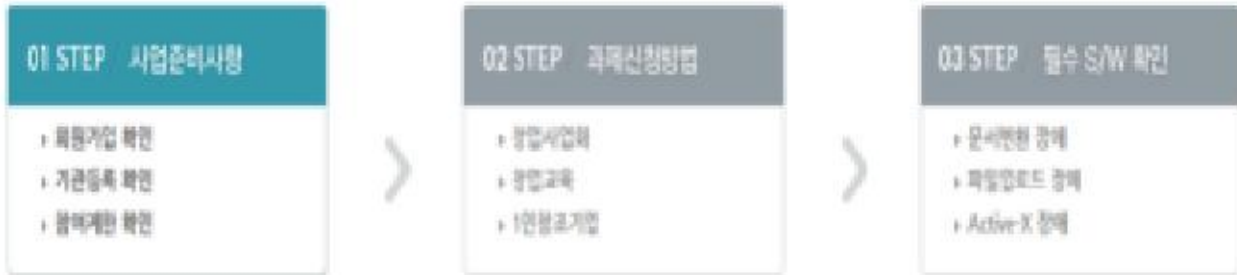 01 STEP 사업준비사항
› 회원가입 확인
› 기관등록 확인
› 참여제한 확인
02 STEP 과제신청방법
› 창업사업화
› 창업교육
› 1인창조기업
03 STEP 필수 S/W 확인
› 문서변환 장애
› 파일업로드 장애
› Active-X 장애